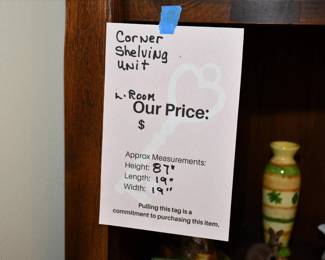 Corner
Shelving
Unit
L. Room
Our Price:
$
Approx Measurements:
Height: 87"
Length: 19"
Width: 19"
Pulling this tag is a
commitment to purchasing this item.